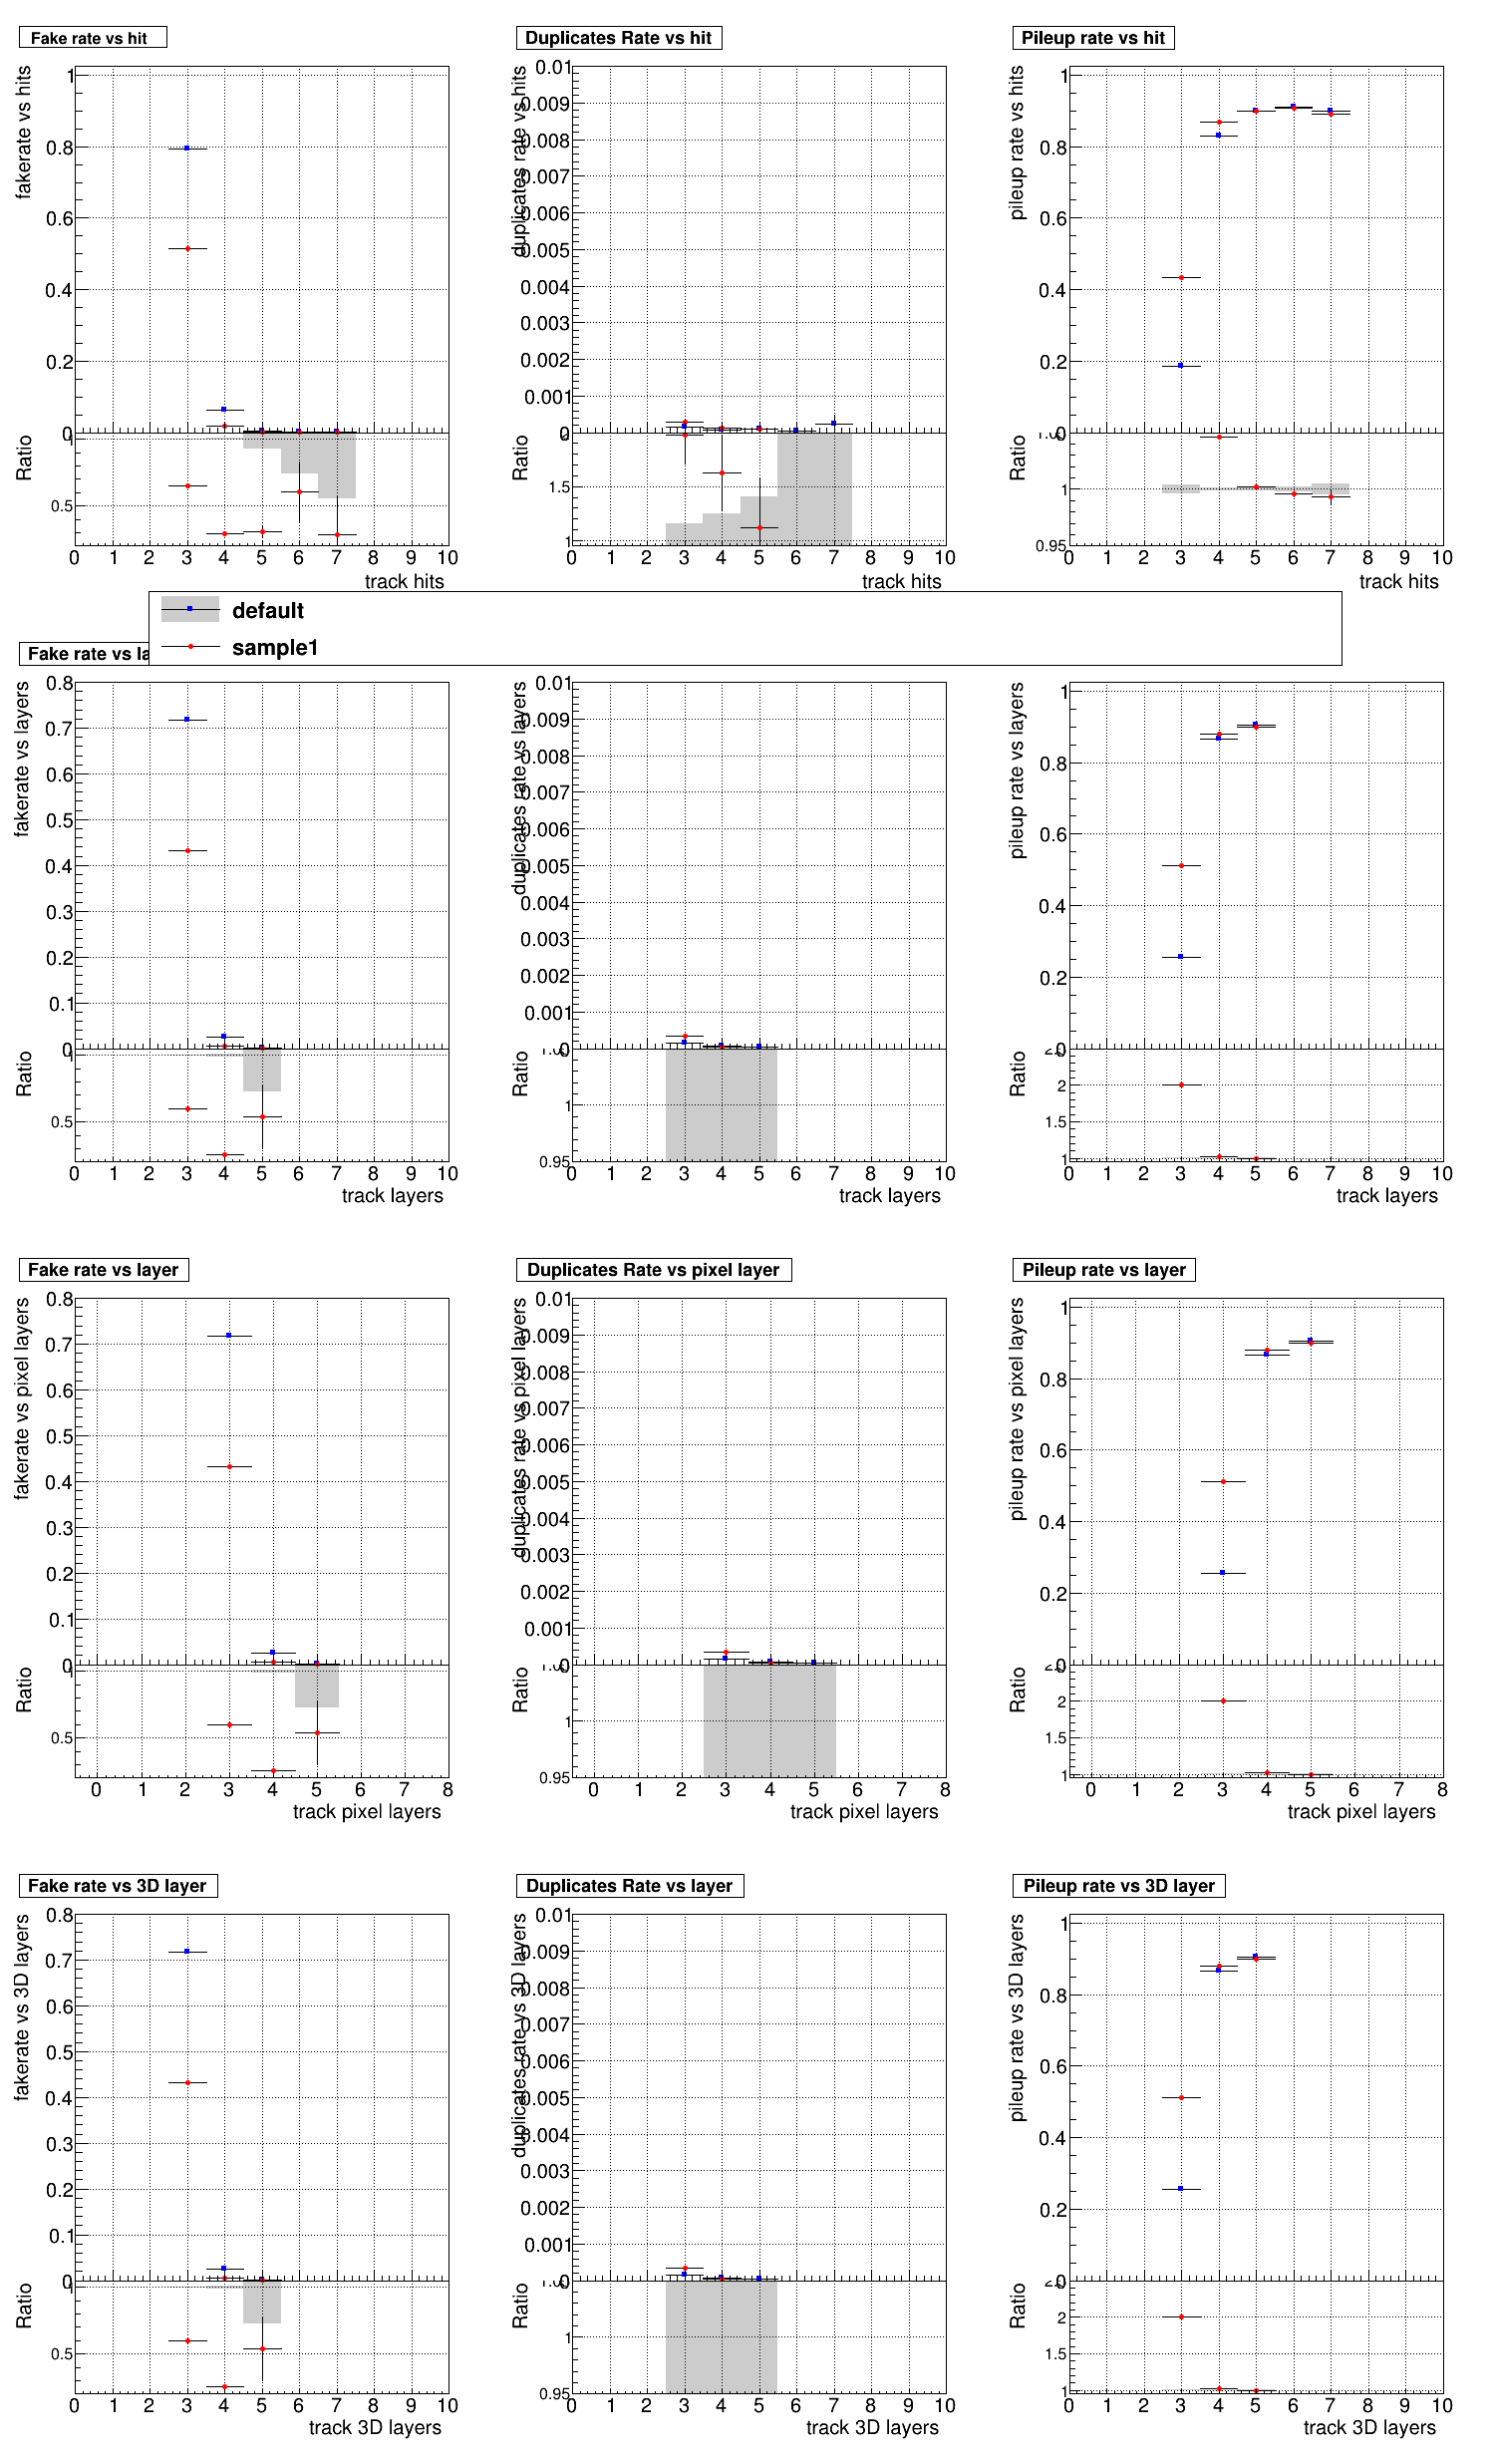 Fake rate vs hit
Duplicates Rate vs hit
Pileup rate vs hit
fakerate vs hits
1
0.8
0.6
0.4
0.2
0
Ratio
1
0.5
0 1 2 3 4 5 6 7 8 9 10
track hits
duplicates rate vs hits
0.01
0.009
0.008
0.007
0.006
0.005
0.004
0.003
0.002
0.001
0
Ratio
2
1.5
1
0 1 2 3 4 5 6 7 8 9 10
track hits
pileup rate vs hits
1
0.8
0.6
0.4
0.2
0
Ratio
1
0.95
0 1 2 3 4 5 6 7 8 9 10
track hits
default
sample1
Fake rate vs la
fakerate vs layers
0.8
0.7
0.6
0.5
0.4
0.3
0.2
0.1
0
Ratio
1
0.5
0 1 2 3 4 5 6 7 8 9 10
track layers
duplicates rate vs layers
0.01
0.009
0.008
0.007
0.006
0.005
0.004
0.003
0.002
0.001
0
Ratio
1
0.95
0 1 2 3 4 5 6 7 8 9 10
track layers
pileup rate vs layers
1
0.8
0.6
0.4
0.2
0
Ratio
2
1.5
1
0 1 2 3 4 5 6 7 8 9 10
track layers
Fake rate vs layer
Duplicates Rate vs pixel layer
Pileup rate vs layer
fakerate vs pixel layers
0.8
0.7
0.6
0.5
0.4
0.3
0.2
0.1
0
Ratio
1
0.5
0 1 2 3 4 5 6 7 8
track pixel layers
duplicates rate vs pixel layers
0.01
0.009
0.008
0.007
0.006
0.005
0.004
0.003
0.002
0.001
0
Ratio
1
0.95
0 1 2 3 4 5 6 7 8
track pixel layers
pileup rate vs pixel layers
1
0.8
0.6
0.4
0.2
0
Ratio
2
1.5
1
0 1 2 3 4 5 6 7 8
track pixel layers
Fake rate vs 3D layer
Duplicates Rate vs layer
Pileup rate vs 3D layer
fakerate vs 3D layers
0.8
0.7
0.6
0.5
0.4
0.3
0.2
0.1
0
Ratio
1
0.5
0 1 2 3 4 5 6 7 8 9 10
track 3D layers
duplicates rate vs 3D layers
0.01
0.009
0.008
0.007
0.006
0.005
0.004
0.003
0.002
0.001
0
Ratio
1
0.95
0 1 2 3 4 5 6 7 8 9 10
track 3D layers
pileup rate vs 3D layers
1
0.8
0.6
0.4
0.2
0
Ratio
2
1.5
1
0 1 2 3 4 5 6 7 8 9 10
track 3D layers